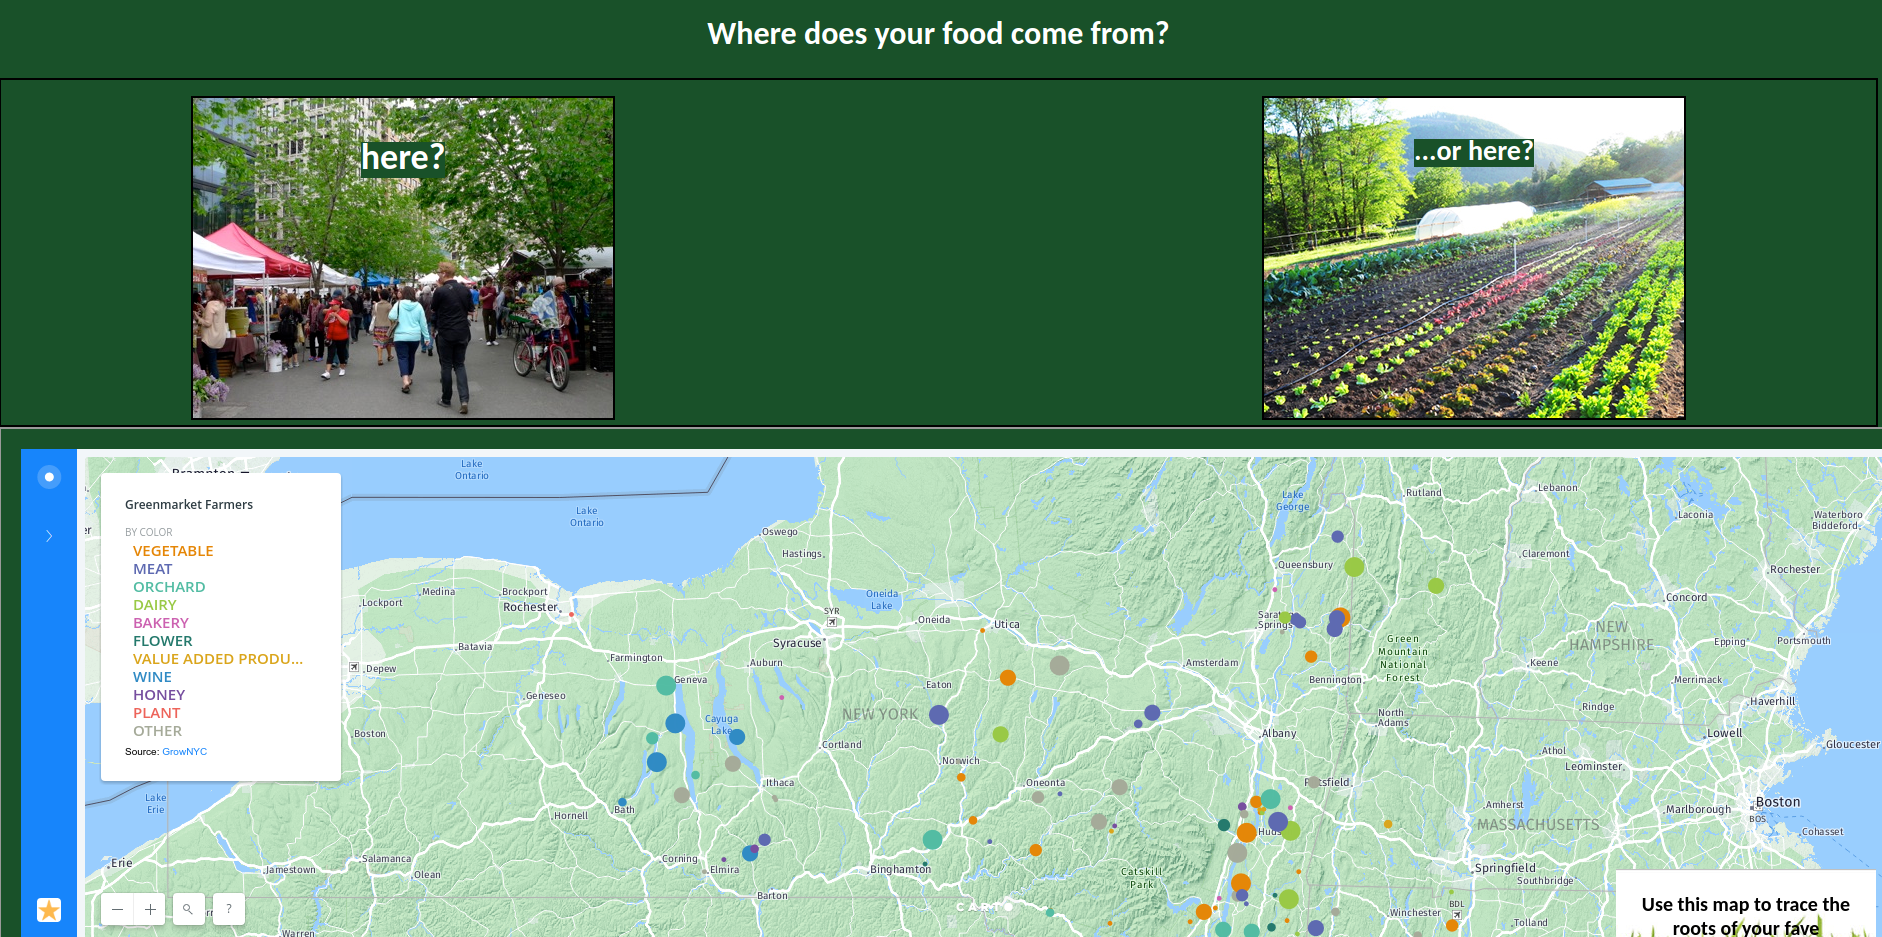 Where does your food come from?
here?
...or here?
Greenmarket Farmers
BY COLOR
VEGETABLE
MEAT
ORCHARD
DAIRY
BAKERY
FLOWER
VALUE ADDED PRODU...
WINE
HONEY
PLANT
OTHER
Source: GrowNYC
Lake
Ontario
Lake
Ontario
Oswego
Hastings
Lockport
Medina
Brockport
Rochester
Oneida
Lake
SYR
Oneida
Utica
Syracuse
Batavia
Farmington
Auburn
Depew
Geneva
Geneseo
Eaton
Cayuga
Lake
NEW YORK
Boston
Cortland
Norwich
Lake
Erie
Ithaca
Oneonta
Bath
Hornell
Erie
Salamanca
Corning
Elmira
Binghamton
Jamestown
Olean
Barton
Warren
CARTO
Lake
George
Rutland
Lebanon
Laconia
Waterboro
Biddeford
Queensbury
Claremont
Rochester
Concord
Saratoga
Springs
NEW
HAMPSHIRE
Epping
Portsmouth
Green
Mountain
National
Forest
Amsterdam
Keene
Bennington
Merrimack
Haverhill
North
Adams
Rindge
Albany
Lowell
Gloucester
Athol
Leominster
Pittsfield
Amherst
Marlborough
Boston
BOS
MASSACHUSETTS
Cohasset
Springfield
Southbridge
Catskill
Park
Winchester
BDL
Tolland
Use this map to trace the
roots of your fave